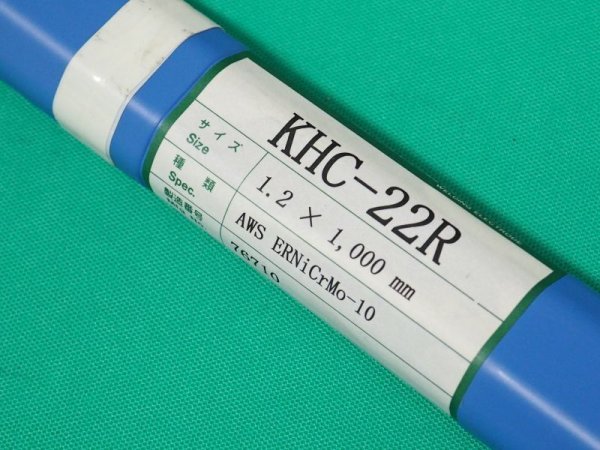 KHC-22R
サイズ
Size
1.2 × 1,000 mm
種類
Spec.
AWS ERNiCrMo-10
製造番号
76710